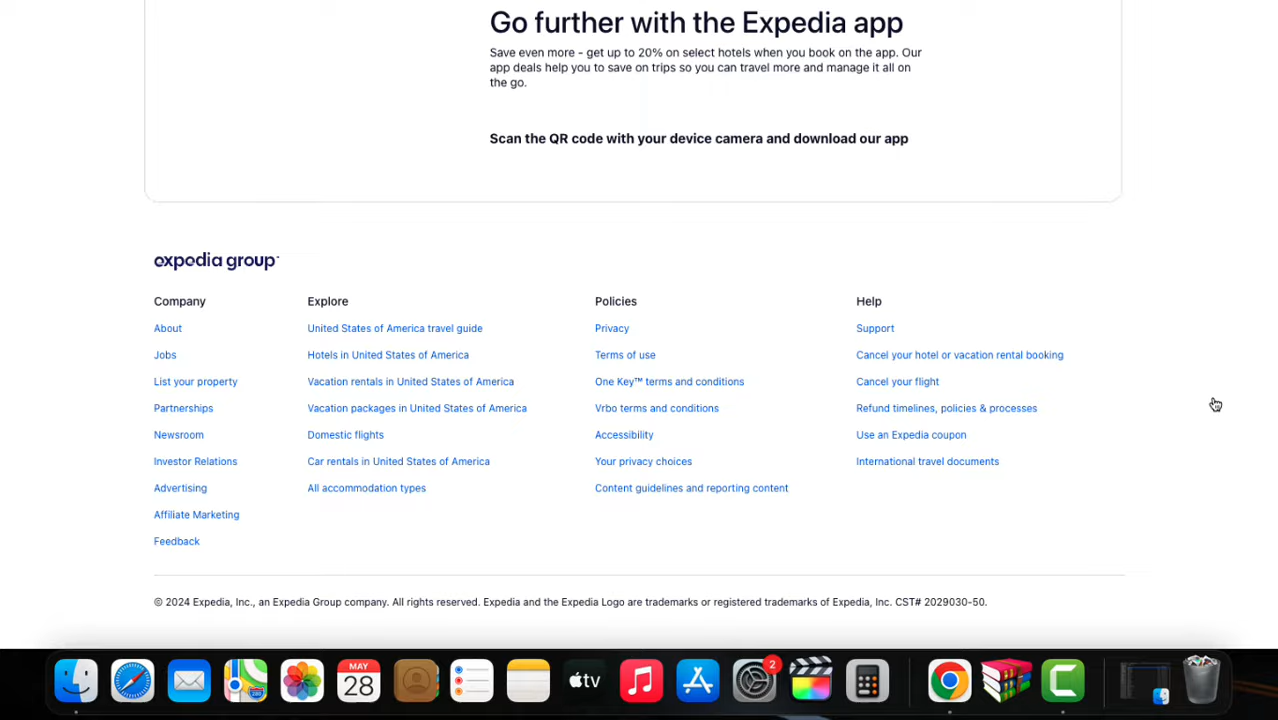 Go further with the Expedia app
Save even more - get up to 20% on select hotels when you book on the app. Our
app deals help you to save on trips so you can travel more and manage it all on
the go.
Scan the QR code with your device camera and download our app
expedia group
Company
About
Jobs
List your property
Partnerships
Newsroom
Investor Relations
Advertising
Affiliate Marketing
Feedback
Explore
United States of America travel guide
Hotels in United States of America
Vacation rentals in United States of America
Vacation packages in United States of America
Domestic flights
Car rentals in United States of America
All accommodation types
Policies
Privacy
Terms of use
One Key™ terms and conditions
Vrbo terms and conditions
Accessibility
Your privacy choices
Content guidelines and reporting content
Help
Support
Cancel your hotel or vacation rental booking
Cancel your flight
Refund timelines, policies & processes
Use an Expedia coupon
International travel documents
© 2024 Expedia, Inc., an Expedia Group company. All rights reserved. Expedia and the Expedia Logo are trademarks or registered trademarks of Expedia, Inc. CST# 2029030-50.
MAY
28
tv
2